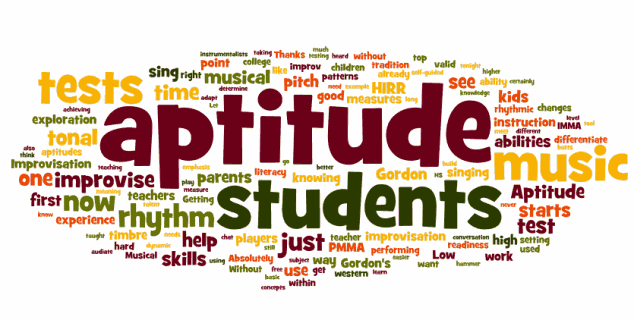 instrumentalists taking Thanks much testing heard without top
point college like improv children tradition valid tonight
sing right musical pitch patterns already self-guided higher
tests time determine need example HIRR see ability certainly
achieving adapt Let good measures long knowledge kids
exploration aptitude rhythmic changes
tonal instruction IMMA level tool
also aptitudes meet different
think emphasis go better abilities differentiate
Improvisation teaching literacy build music
one improvise play parents knowing Gordon HS singing Aptitude
first now meaning teachers measure Getting students never starts
know experience talent rhythm test
taught timbre needs chat players just teacher improvisation conversation high setting
hard dynamic help still PMMA performing readiness used
audiate Musical skills using Absolutely subject way Gordon's easier Low work
Without free use get western want hammer
basic concepts within learn